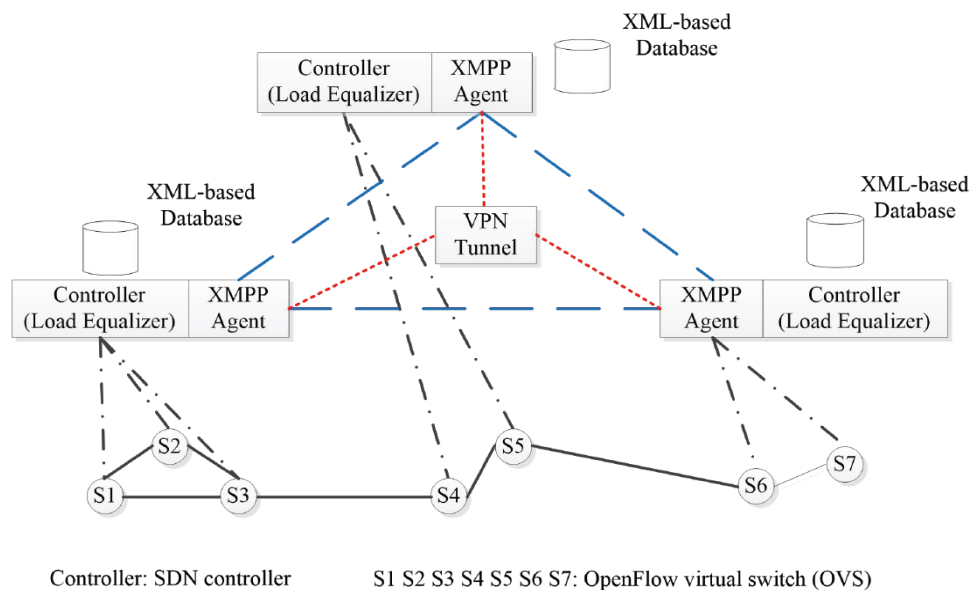 XML-based
Database
Controller
(Load Equalizer)
XMPP
Agent
XML-based
Database
XML-based
Database
VPN
Tunnel
Controller
(Load Equalizer)
XMPP
Agent
XMPP
Agent
Controller
(Load Equalizer)
S2
S5
S7
S1
S3
S4
S6
Controller: SDN controller
S1 S2 S3 S4 S5 S6 S7: OpenFlow virtual switch (OVS)